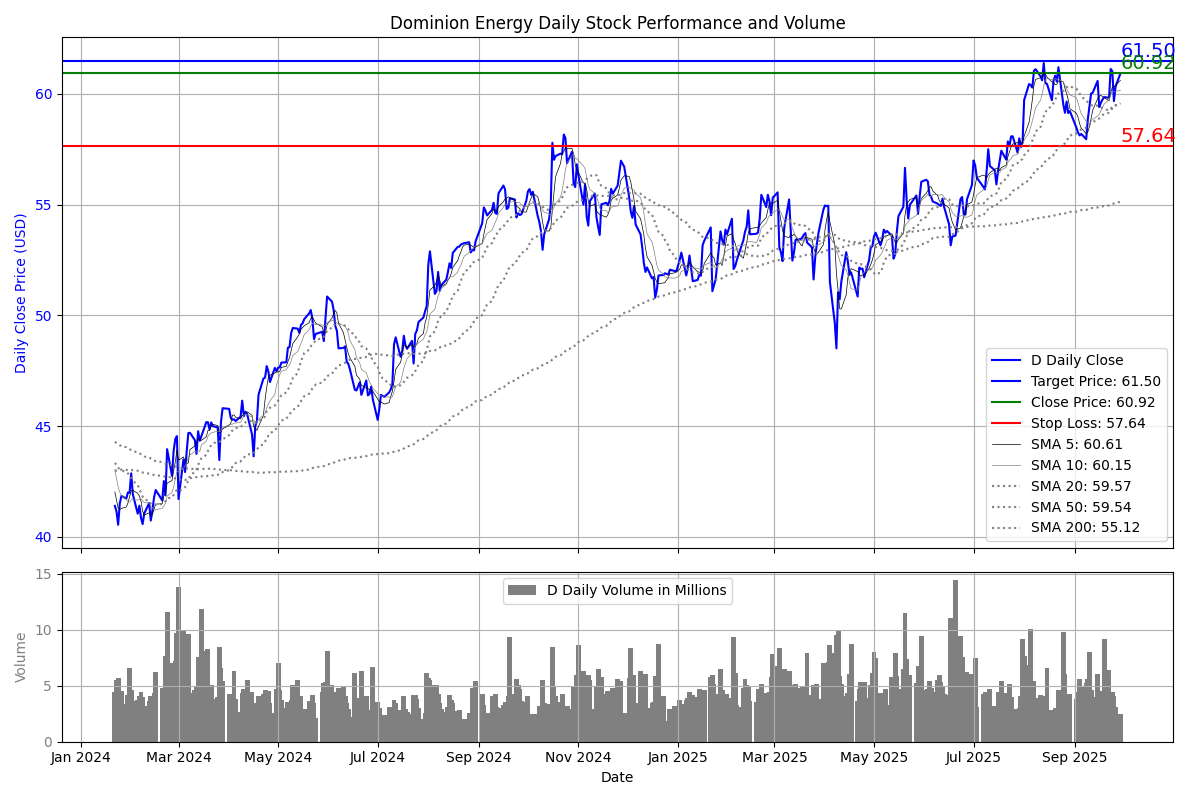 Dominion Energy Daily Stock Performance and Volume
61.50
60.92
57.64
Daily Close Price (USD)
60
55
50
45
40
D Daily Close
Target Price: 61.50
Close Price: 60.92
Stop Loss: 57.64
SMA 5: 60.61
SMA 10: 60.15
SMA 20: 59.57
SMA 50: 59.54
SMA 200: 55.12
Volume
15
10
5
0
D Daily Volume in Millions
Jan 2024 Mar 2024 May 2024 Jul 2024 Sep 2024 Nov 2024 Jan 2025 Mar 2025 May 2025 Jul 2025 Sep 2025
Date